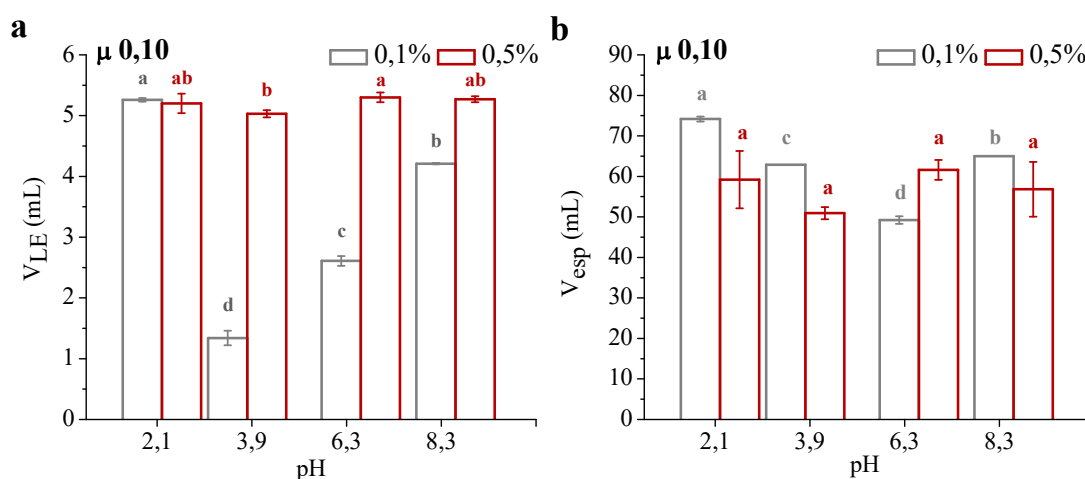 a
μ 0,10
0,1% 0,5%
6
5
4
3
2
1
0
V_LE (mL)
a ab b a ab
d c b
2,1 3,9 6,3 8,3
pH
b
μ 0,10
0,1% 0,5%
90
80
70
60
50
40
30
20
10
0
V_esp (mL)
a a c a d a b a
2,1 3,9 6,3 8,3
pH